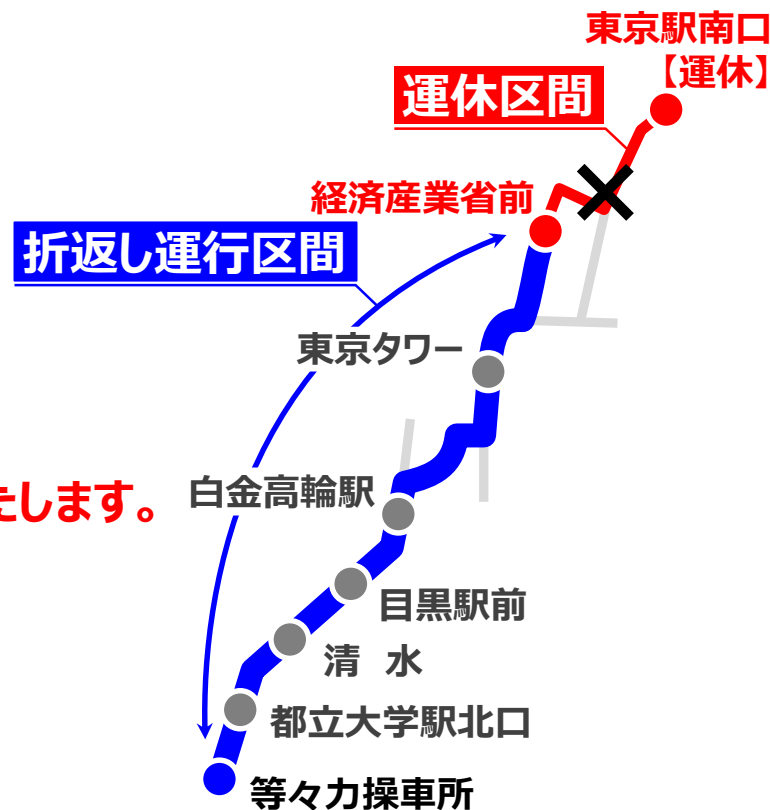 東京駅南口
【運休】
運休区間
経済産業省前
折返し運行区間
東京タワー
白金高輪駅
たします。
目黒駅前
清 水
都立大学駅北口
等々力操車所